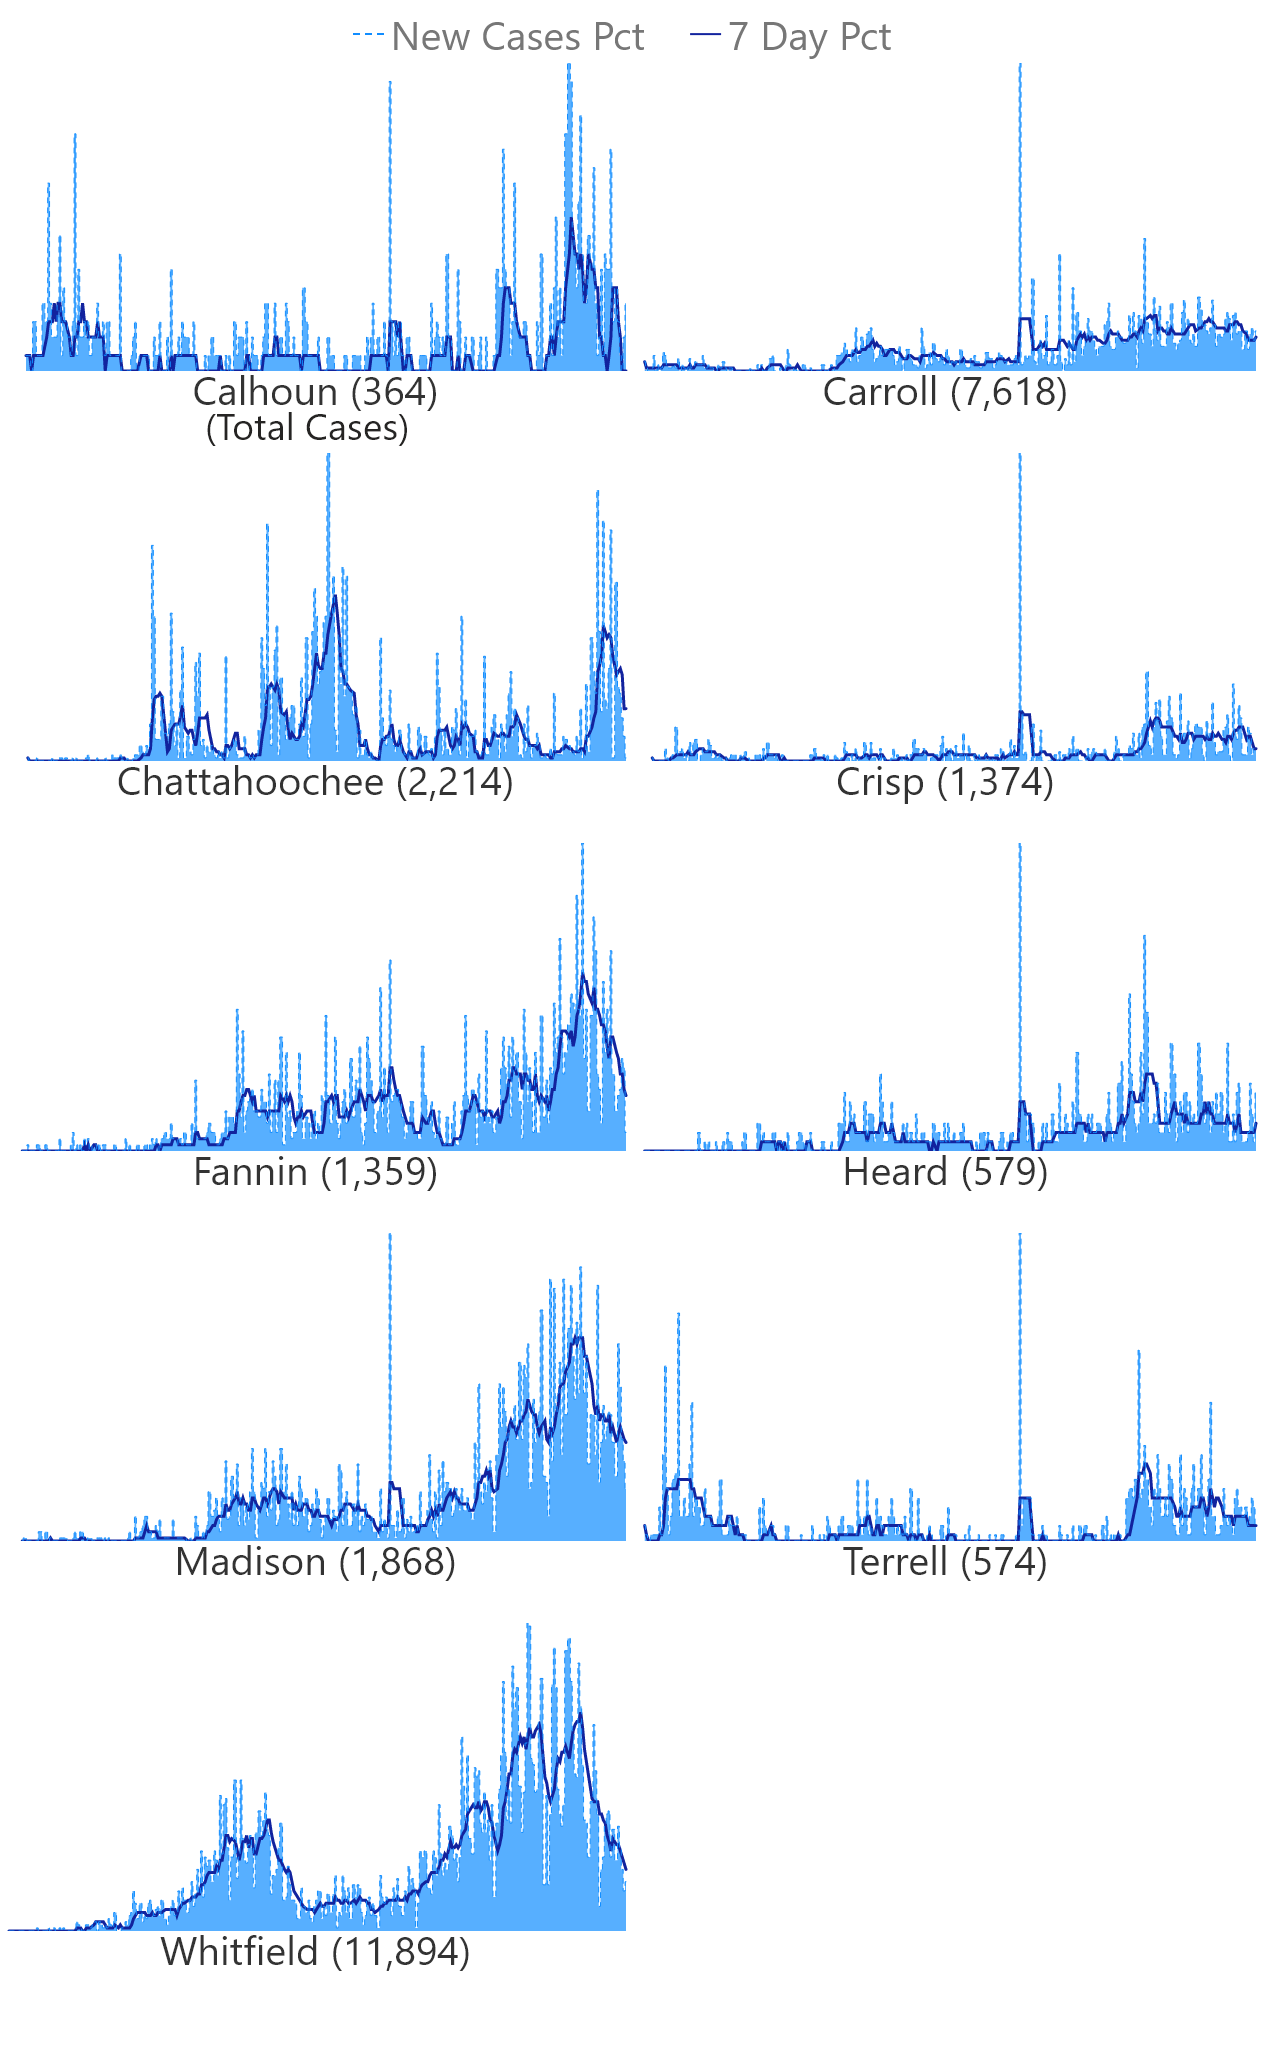 New Cases Pct 7 Day Pct
Calhoun (364) Carroll (7,618)
(Total Cases)
Chattahoochee (2,214) Crisp (1,374)
Fannin (1,359) Heard (579)
Madison (1,868) Terrell (574)
Whitfield (11,894)